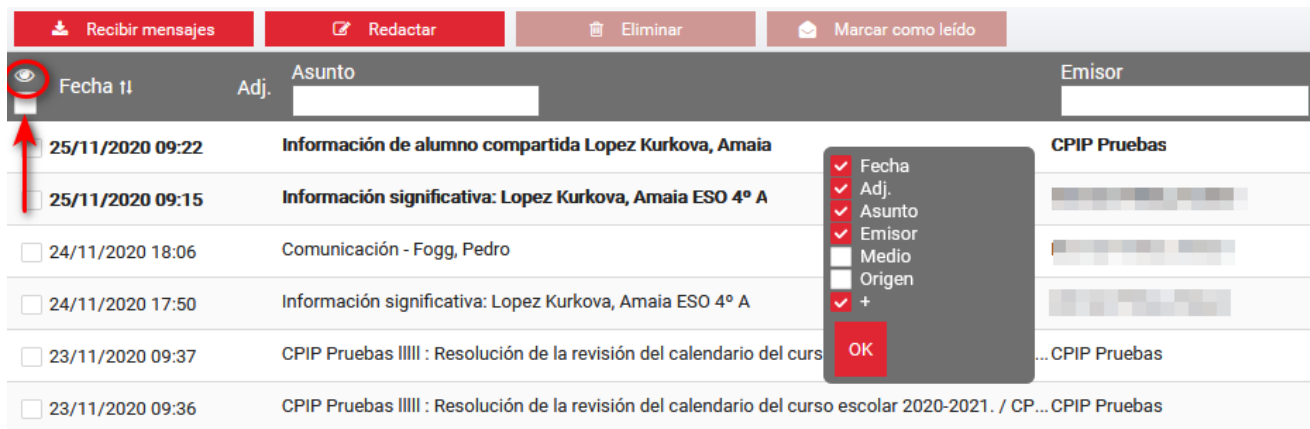 Recibir mensajes Redactar Eliminar Marcar como leído
Fecha Adj. Asunto Emisor
25/11/2020 09:22 Información de alumno compartida Lopez Kurkova, Amaia CPIP Pruebas
25/11/2020 09:15 Información significativa: Lopez Kurkova, Amaia ESO 4º A
24/11/2020 18:06 Comunicación - Fogg, Pedro
24/11/2020 17:50 Información significativa: Lopez Kurkova, Amaia ESO 4º A
23/11/2020 09:37 CPIP Pruebas lllll : Resolución de la revisión del calendario del curs ... CPIP Pruebas
23/11/2020 09:36 CPIP Pruebas lllll : Resolución de la revisión del calendario del curso escolar 2020-2021. / CP... CPIP Pruebas
Fecha
Adj.
Asunto
Emisor
Medio
Origen
+
OK